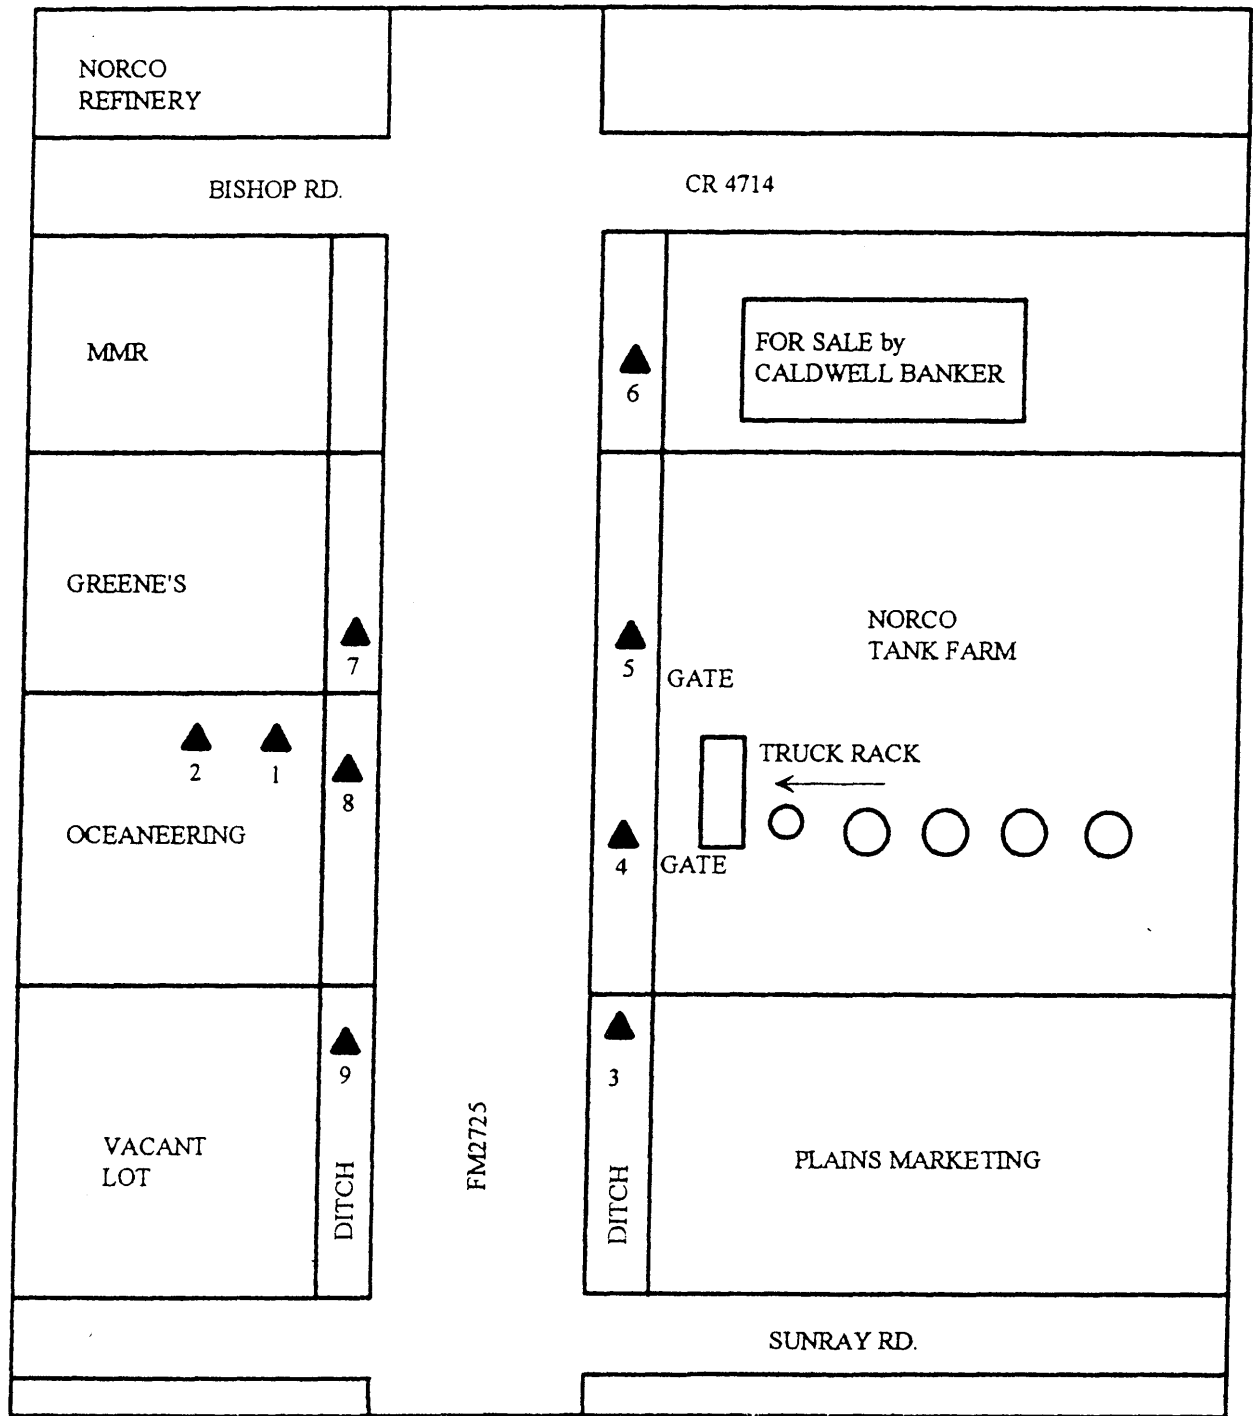 NORCO
REFINERY
BISHOP RD.
CR 4714
MMR
6
FOR SALE by
CALDWELL BANKER
GREENE'S
7
5
GATE
NORCO
TANK FARM
2
1
8
TRUCK RACK
OCEANEERING
4
GATE
9
3
VACANT
LOT
DITCH
FM2725
DITCH
PLAINS MARKETING
SUNRAY RD.